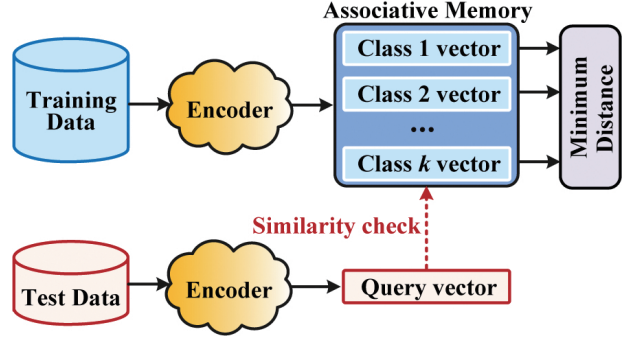 Associative Memory
Training
Data
Encoder
Class 1 vector
Class 2 vector
...
Class k vector
Minimum
Distance
Similarity check
Test Data
Encoder
Query vector